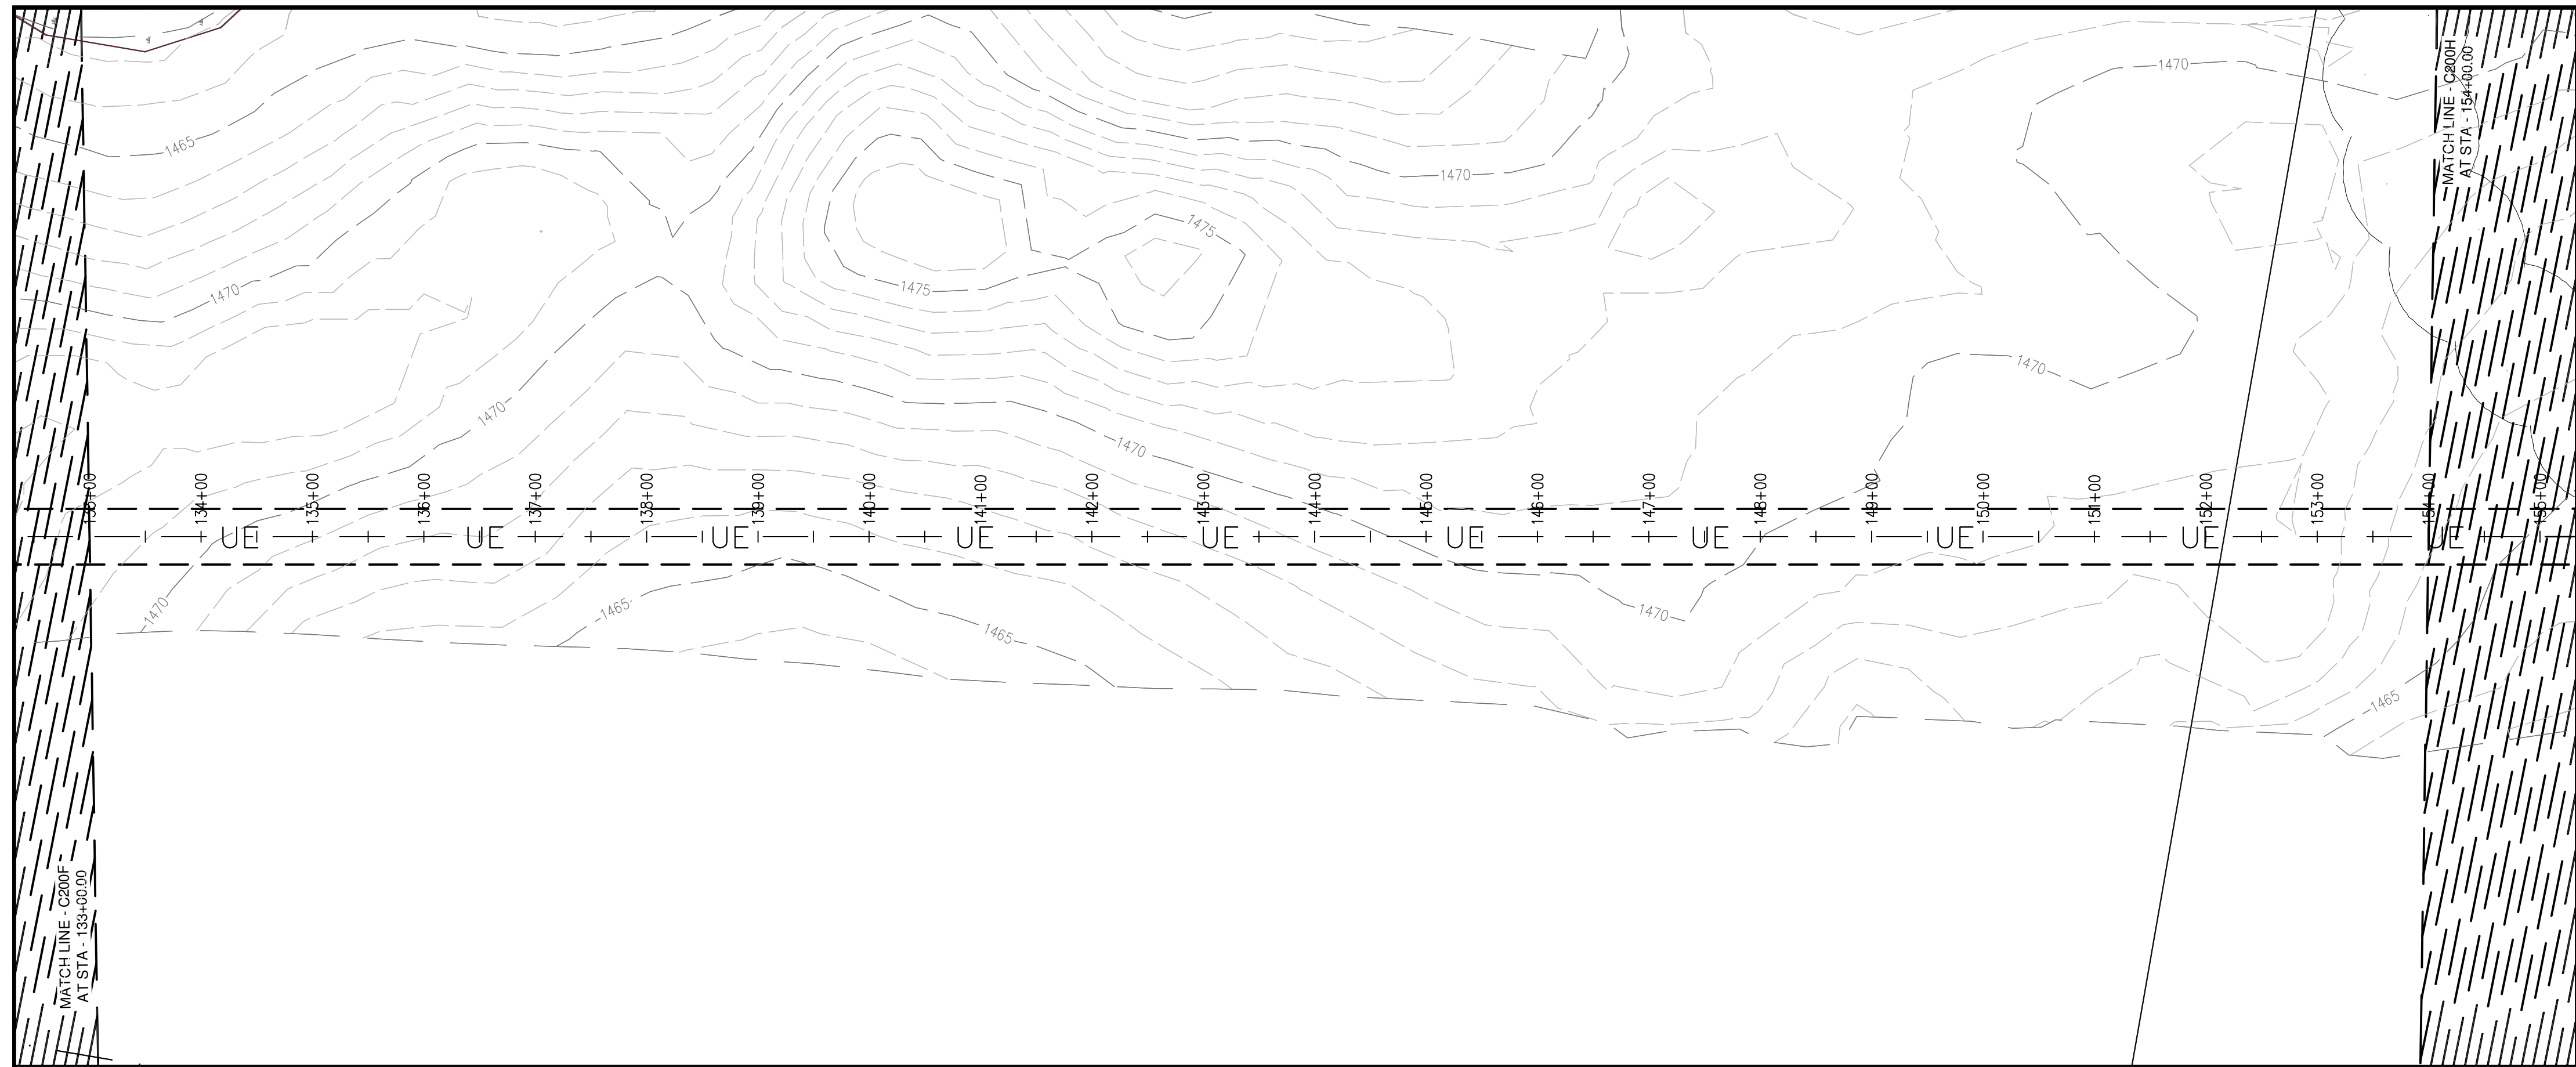 1470
MATCH LINE - C200H
AT STA - 154+00.00
1465
1470
1475
1470
1475
1470
1470
1470
1470
133+00
134+00
135+00
136+00
137+00
138+00
139+00
140+00
141+00
142+00
143+00
144+00
145+00
146+00
147+00
148+00
149+00
150+00
151+00
152+00
153+00
154+00
155+00
UE
UE
UE
UE
UE
UE
UE
UE
UE
UE
1470
1465
1465
1470
1465
MATCH LINE - C200F
AT STA - 133+00.00